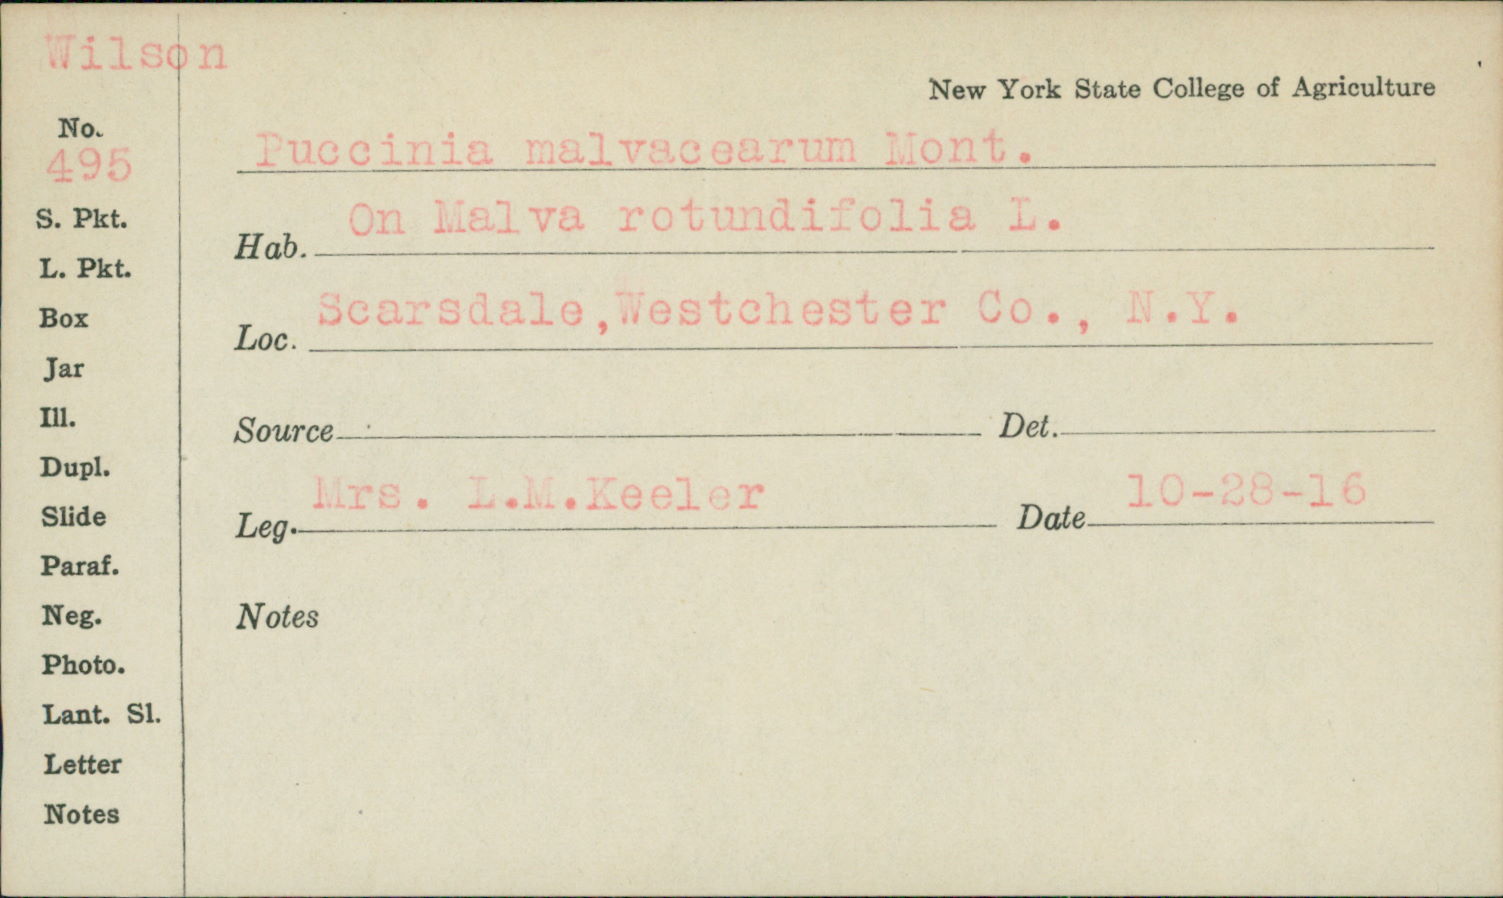 Wilson
New York State College of Agriculture
No.
495
Puccinia malvacearum Mont.
S. Pkt.
Hab. On Malva rotundifolia L.
L. Pkt.
Box
Loc. Scarsdale,Westchester Co., N.Y.
Jar
Ill.
Source Det.
Dupl.
Slide
Leg. Mrs. L.M.Keeler Date 10-28-16
Paraf.
Neg.
Notes
Photo.
Lant. Sl.
Letter
Notes